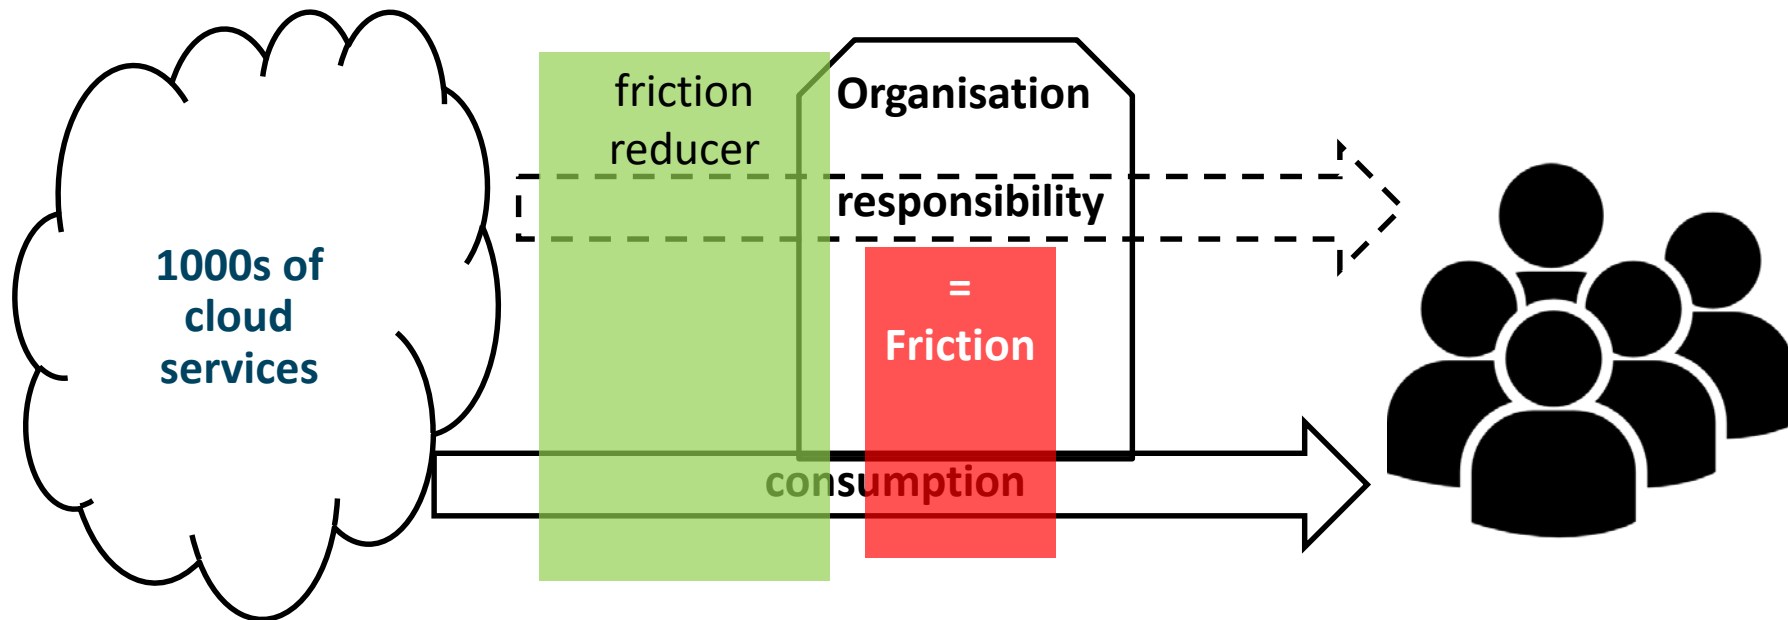 1000s of
cloud
services
friction
reducer
Organisation
responsibility
=
Friction
consumption